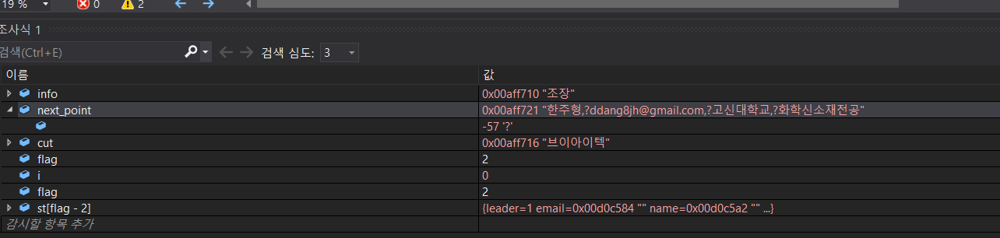 19 % 0 2
조사식 1
검색(Ctrl+E) 검색 심도: 3
이름 값
info 0x00aff710 "조장"
next_point 0x00aff721 "한주형,?ddang8jh@gmail.com,?고신대학교,?화학신소재전공"
-57 '?'
cut 0x00aff716 "브이아이텍"
flag 2
i 0
flag 2
st[flag - 2] {leader=1 email=0x00d0c584 "" name=0x00d0c5a2 "" ...}
감시할 항목 추가